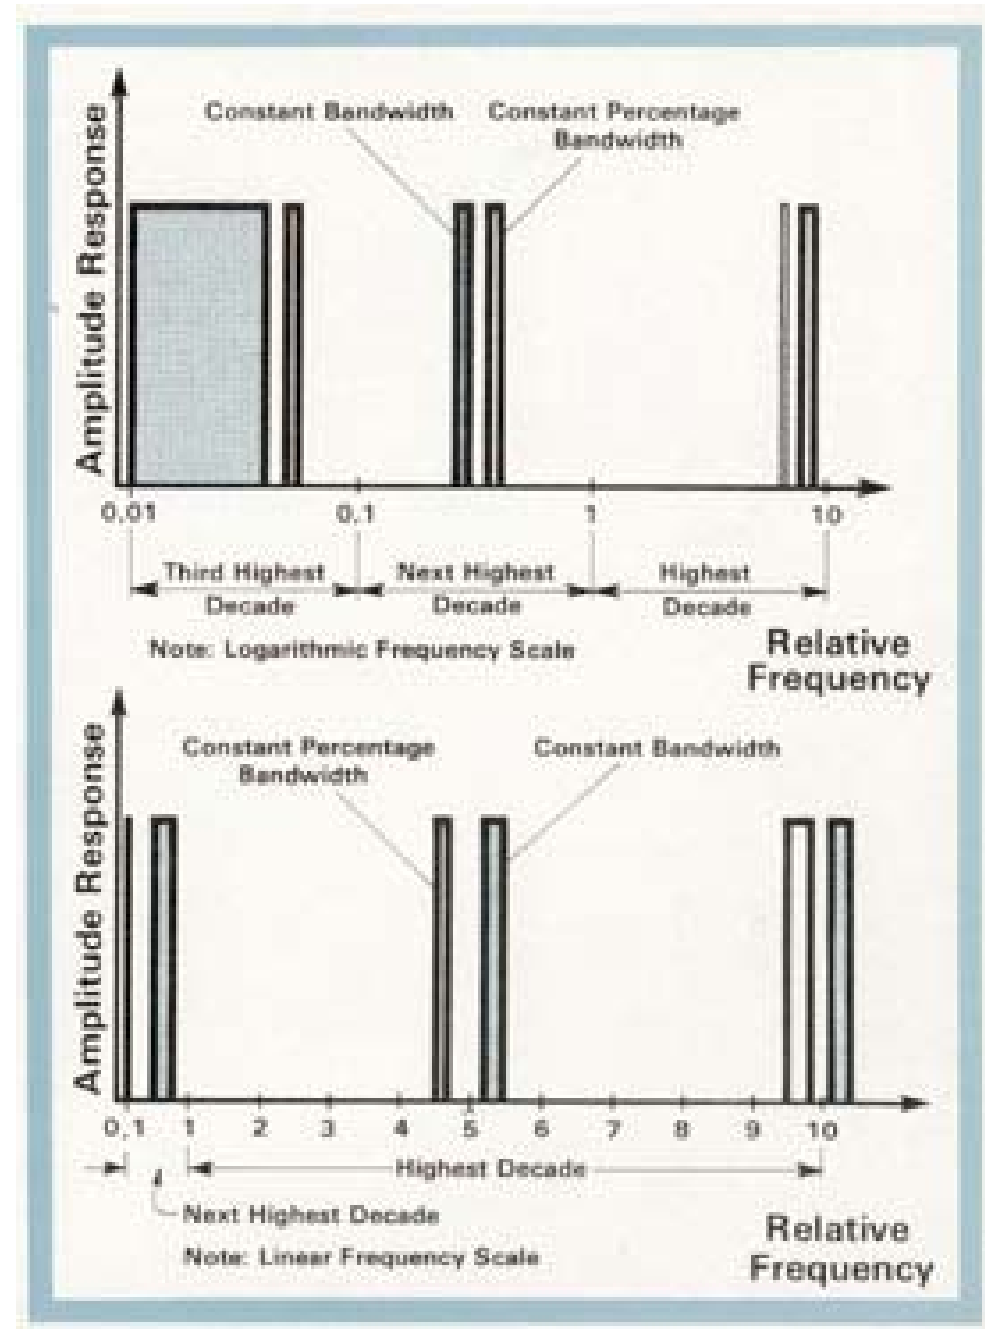 Amplitude Response
Constant Bandwidth
Constant Percentage
Bandwidth
0.01 0.1 1 10
Third Highest
Decade
Next Highest
Decade
Highest
Decade
Note: Logarithmic Frequency Scale
Relative
Frequency
Amplitude Response
Constant Percentage
Bandwidth
Constant Bandwidth
0.1 1 2 3 4 5 6 7 8 9 10
Highest Decade
Next Highest Decade
Note: Linear Frequency Scale
Relative
Frequency